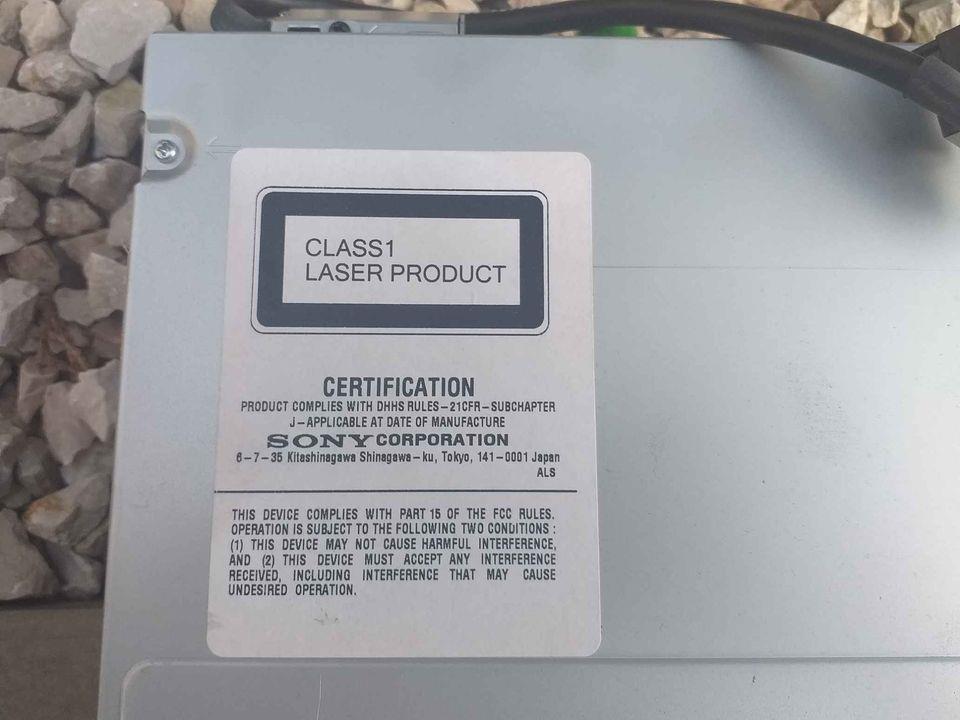 CLASS1
LASER PRODUCT
CERTIFICATION
PRODUCT COMPLIES WITH DHHS RULES-21CFR-SUBCHAPTER
J-APPLICABLE AT DATE OF MANUFACTURE
SONY CORPORATION
6-7-35 Kitashinagawa Shinagawa-ku, Tokyo, 141-0001 Japan
ALS
THIS DEVICE COMPLIES WITH PART 15 OF THE FCC RULES.
OPERATION IS SUBJECT TO THE FOLLOWING TWO CONDITIONS :
(1) THIS DEVICE MAY NOT CAUSE HARMFUL INTERFERENCE,
AND (2) THIS DEVICE MUST ACCEPT ANY INTERFERENCE
RECEIVED, INCLUDING INTERFERENCE THAT MAY CAUSE
UNDESIRED OPERATION.